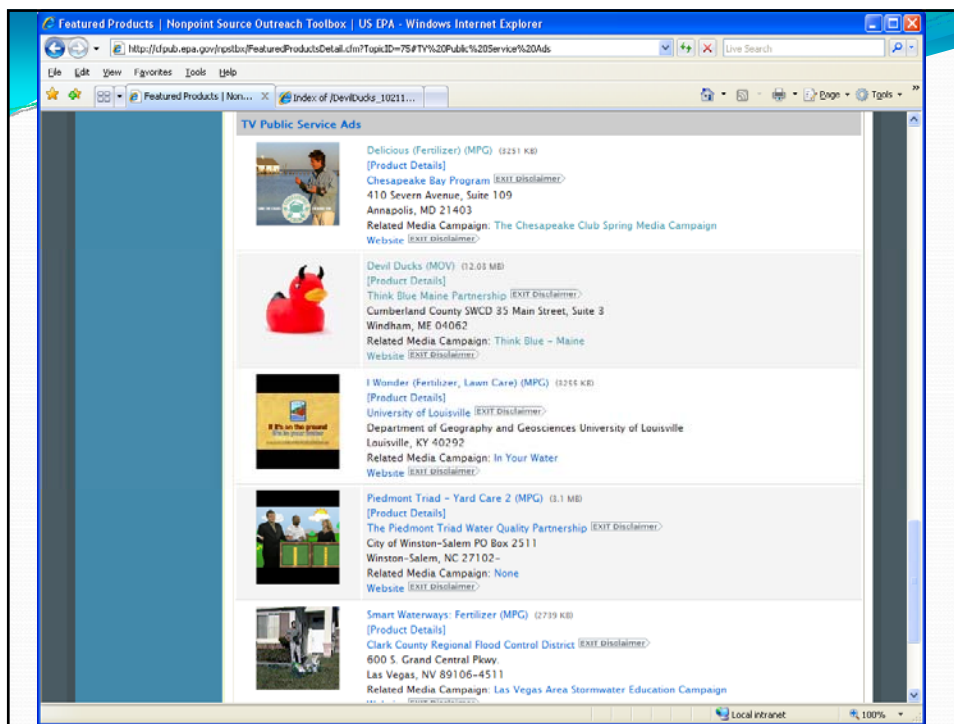 Featured Products | Nonpoint Source Outreach Toolbox | US EPA - Windows Internet Explorer
http://cfpub.epa.gov/npstbx/FeaturedProductsDetail.cfm?TopicID=75#TV%20Public%20Service%20Ads
Live Search
File Edit View Favorites Tools Help
Featured Products | Non... X Index of /DevilDucks_10211... Page Tools »
TV Public Service Ads
Delicious (Fertilizer) (MPG) (3251 KB)
[Product Details]
Chesapeake Bay Program EXIT Disclaimer
410 Severn Avenue, Suite 109
Annapolis, MD 21403
Related Media Campaign: The Chesapeake Club Spring Media Campaign
Website EXIT Disclaimer
Devil Ducks (MOV) (12.03 MB)
[Product Details]
Think Blue Maine Partnership EXIT Disclaimer
Cumberland County SWCD 35 Main Street, Suite 3
Windham, ME 04062
Related Media Campaign: Think Blue - Maine
Website EXIT Disclaimer
If it's on the ground
it's in your water
I Wonder (Fertilizer, Lawn Care) (MPG) (3255 KB)
[Product Details]
University of Louisville EXIT Disclaimer
Department of Geography and Geosciences University of Louisville
Louisville, KY 40292
Related Media Campaign: In Your Water
Website EXIT Disclaimer
Piedmont Triad - Yard Care 2 (MPG) (3.1 MB)
[Product Details]
The Piedmont Triad Water Quality Partnership EXIT Disclaimer
City of Winston-Salem PO Box 2511
Winston-Salem, NC 27102-
Related Media Campaign: None
Website EXIT Disclaimer
Smart Waterways: Fertilizer (MPG) (2739 KB)
[Product Details]
Clark County Regional Flood Control District EXIT Disclaimer
600 S. Grand Central Pkwy.
Las Vegas, NV 89106-4511
Related Media Campaign: Las Vegas Area Stormwater Education Campaign
Local intranet 100%